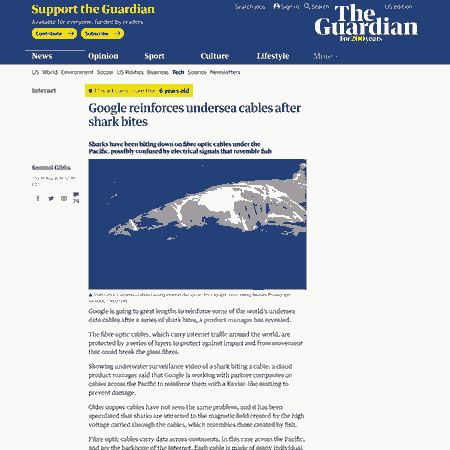 Support the Guardian
Available for everyone, funded by readers
Contribute → Subscribe →
Search jobs Sign in Search US edition
The Guardian
For 200 years
News Opinion Sport Culture Lifestyle More
US World Environment Soccer US Politics Business Tech Science Newsletters
Internet
6 years old
Google reinforces undersea cables after
shark bites
Sharks have been biting down on fibre optic cables under the
Pacific, possibly confused by electrical signals that resemble fish
Samuel Gibbs
Google is going to great lengths to reinforce some of the world's undersea
data cables after a series of shark bites, a product manager has revealed.
The fibre optic cables, which carry internet traffic around the world, are
protected by a series of layers to protect against impact and from movement
that could break the glass fibres.
Showing underwater surveillance video of a shark biting a cable, a cloud
product manager said that Google is working with partner companies on
cables across the Pacific to reinforce them with a Kevlar-like matting to
prevent damage.
Older copper cables have not seen the same problem, and it has been
speculated that sharks are attracted to the magnetic field created by the high
voltage carried through the cables, which resembles those created by fish.
Fibre optic cables carry data across continents, in this case across the Pacific,
and are the backbone of the internet. Each cable is made of many individual